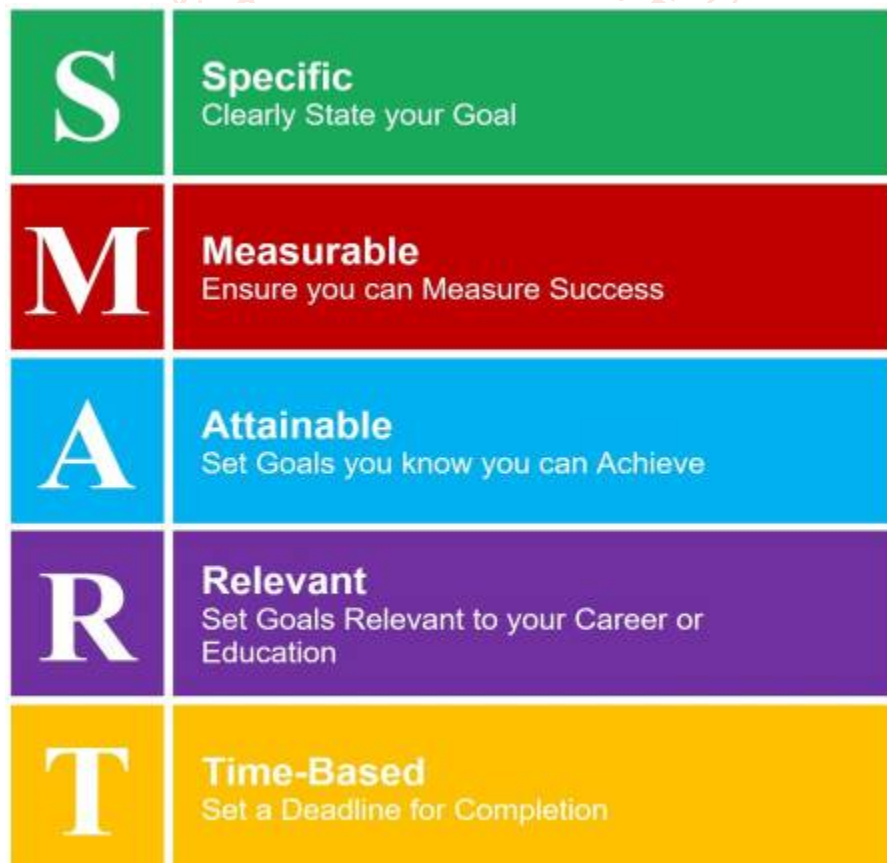 S
Specific
Clearly State your Goal
M
Measurable
Ensure you can Measure Success
A
Attainable
Set Goals you know you can Achieve
R
Relevant
Set Goals Relevant to your Career or
Education
T
Time-Based
Set a Deadline for Completion